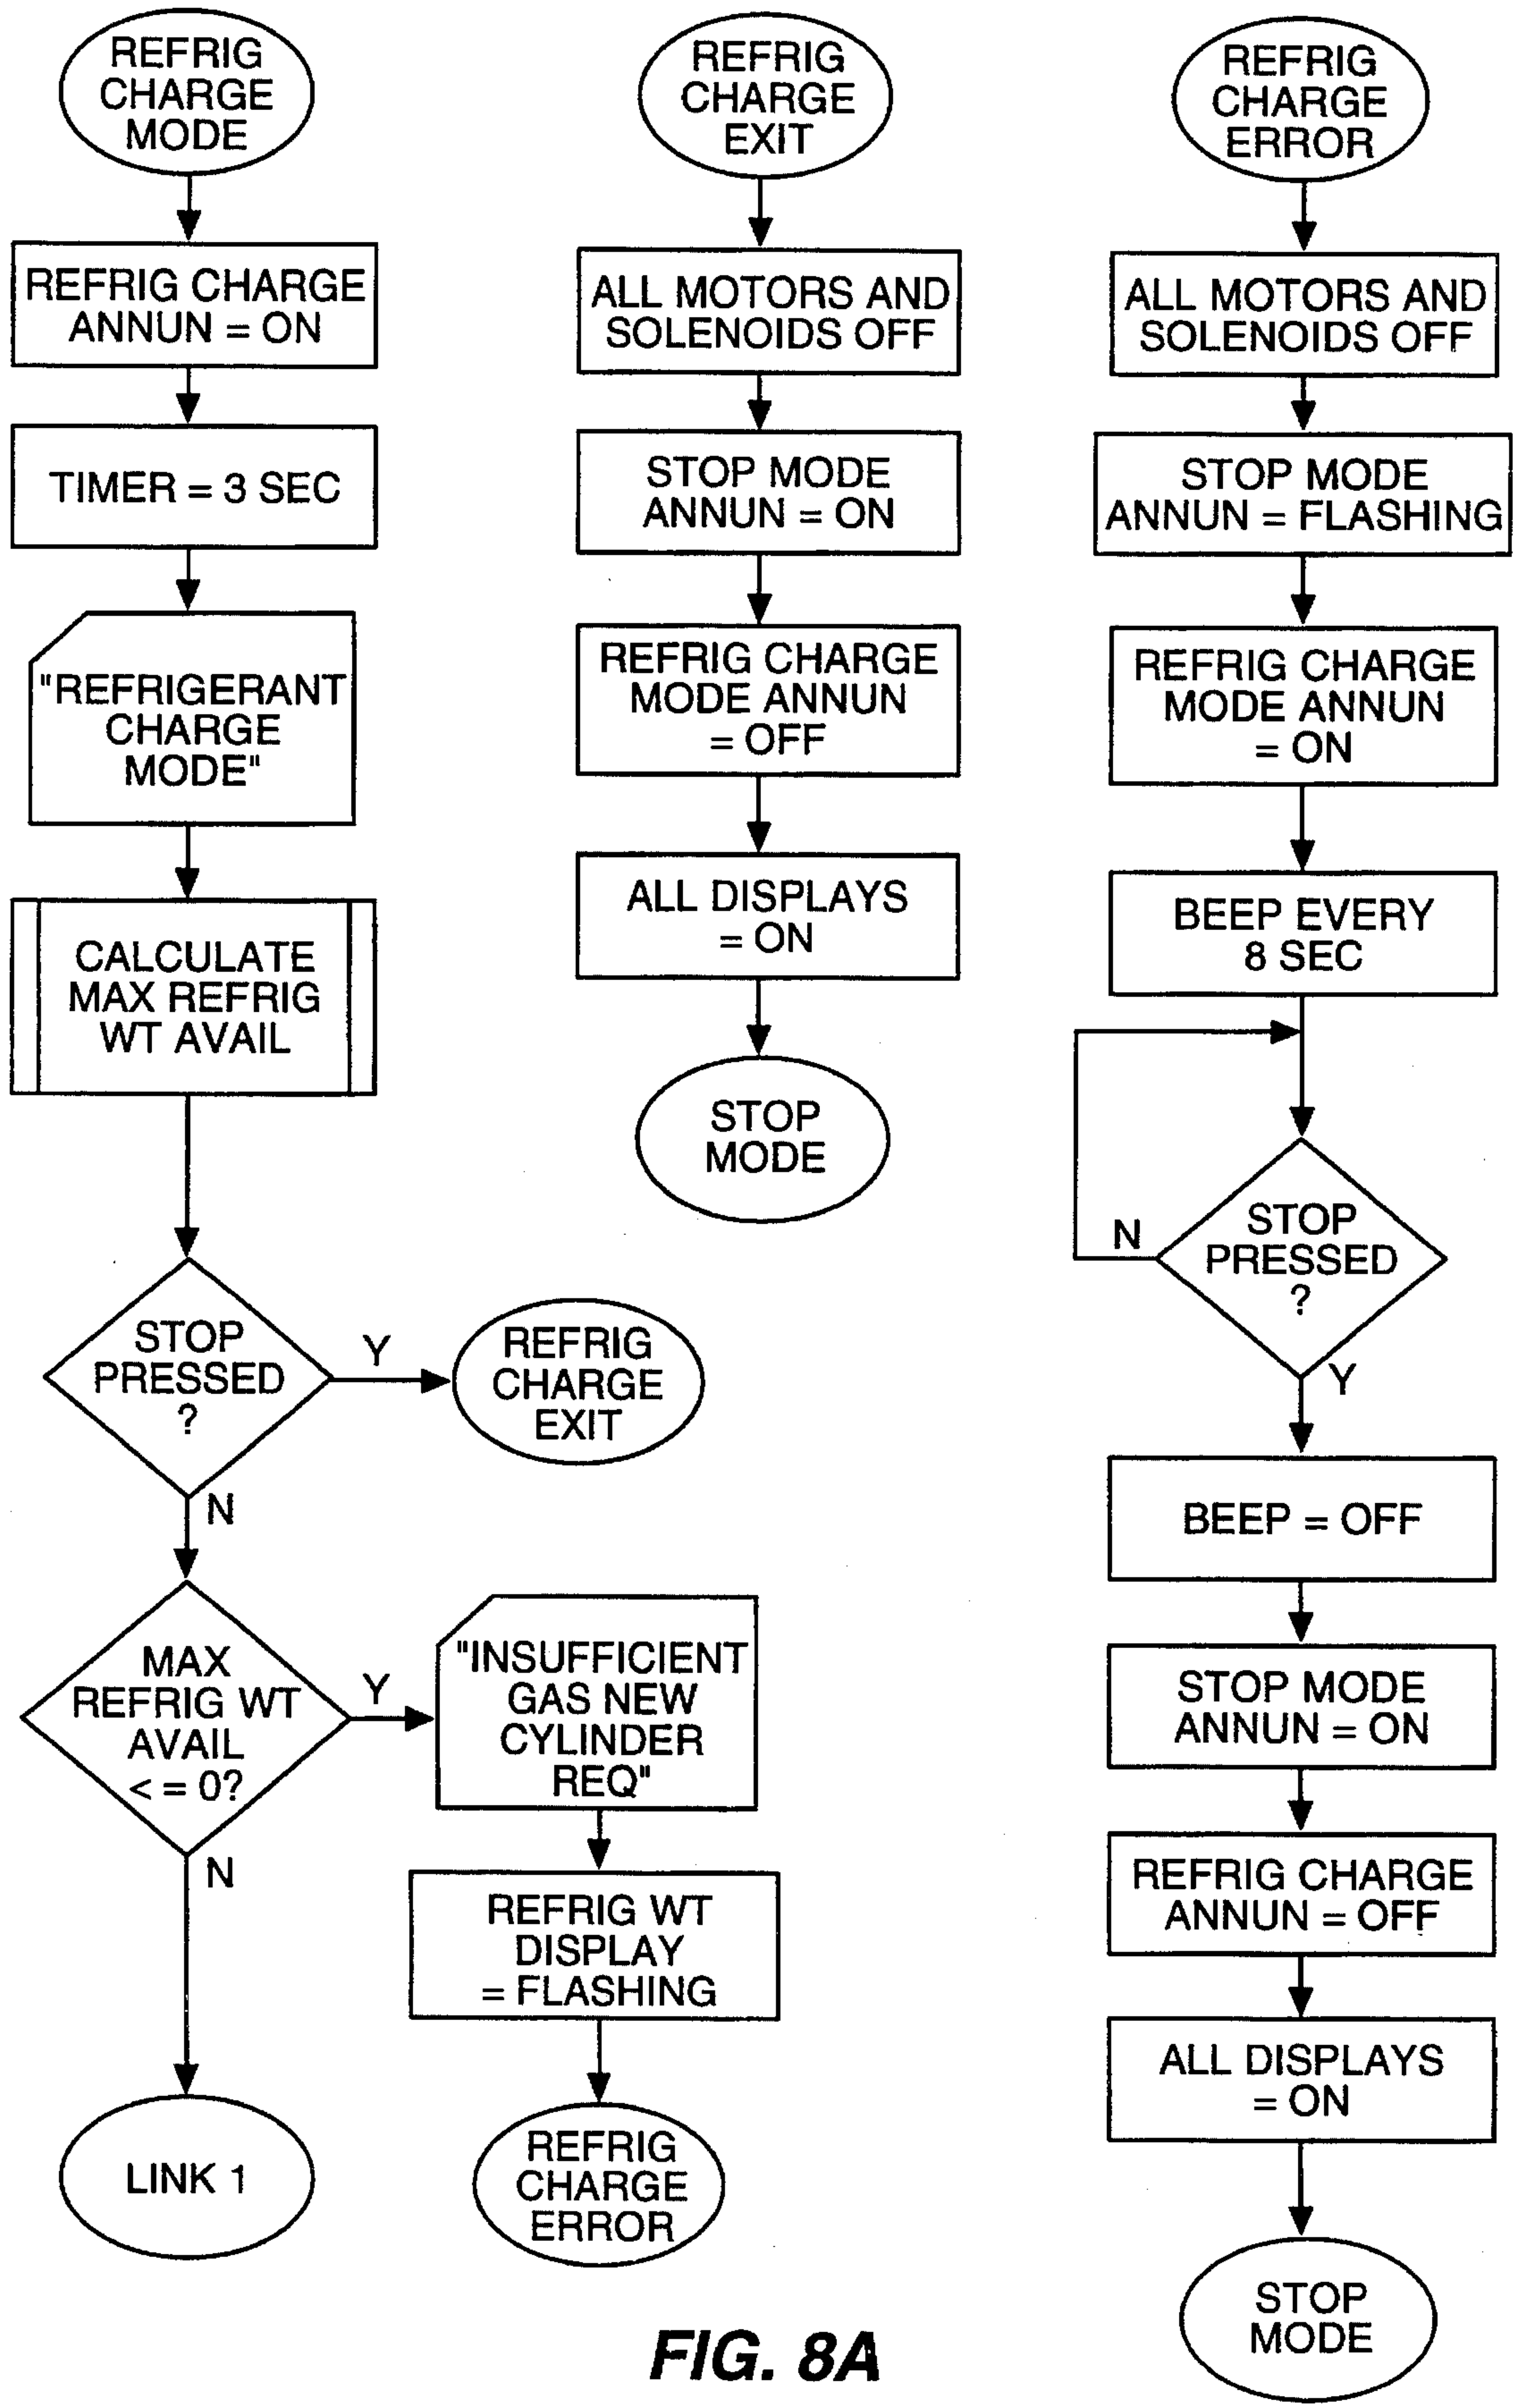 REFRIG
CHARGE
MODE
REFRIG CHARGE
ANNUN = ON
TIMER = 3 SEC
"REFRIGERANT
CHARGE
MODE"
CALCULATE
MAX REFRIG
WT AVAIL
STOP
PRESSED
?
Y
REFRIG
CHARGE
EXIT
N
MAX
REFRIG WT
AVAIL
< = 0?
Y
"INSUFFICIENT
GAS NEW
CYLINDER
REQ"
REFRIG WT
DISPLAY
= FLASHING
REFRIG
CHARGE
ERROR
N
LINK 1
REFRIG
CHARGE
EXIT
ALL MOTORS AND
SOLENOIDS OFF
STOP MODE
ANNUN = ON
REFRIG CHARGE
MODE ANNUN
= OFF
ALL DISPLAYS
= ON
STOP
MODE
REFRIG
CHARGE
ERROR
ALL MOTORS AND
SOLENOIDS OFF
STOP MODE
ANNUN = FLASHING
REFRIG CHARGE
MODE ANNUN
= ON
BEEP EVERY
8 SEC
STOP
PRESSED
?
N
Y
BEEP = OFF
STOP MODE
ANNUN = ON
REFRIG CHARGE
ANNUN = OFF
ALL DISPLAYS
= ON
STOP
MODE
FIG. 8A